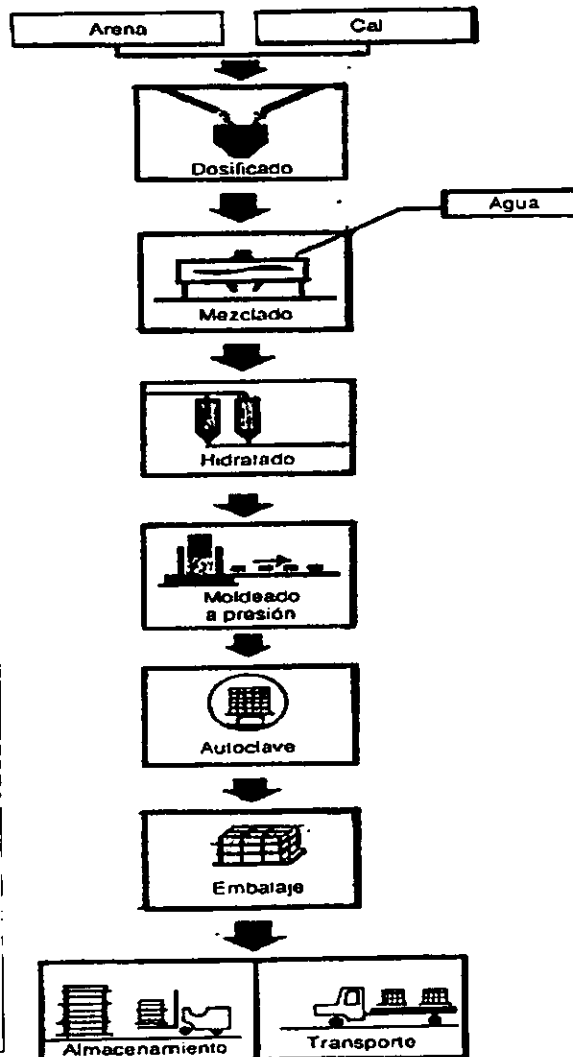 Arena
Cal
Dosificado
Agua
Mezclado
Hidratado
Moldeado
a presión
Autoclave
Embalaje
Almacenamiento
Transporte